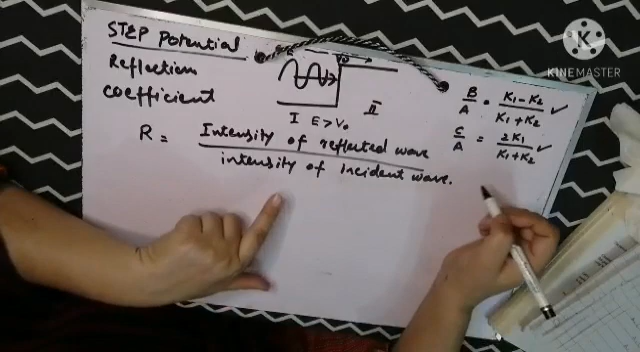 STEP Potential
Reflection
coefficient
V₀
I E > V₀ II
B/A = K₁ - K₂ / K₁ + K₂ ✓
C/A = 2K₁ / K₁ + K₂ ✓
R = Intensity of reflected wave / intensity of Incident wave.
K
KINEMASTER